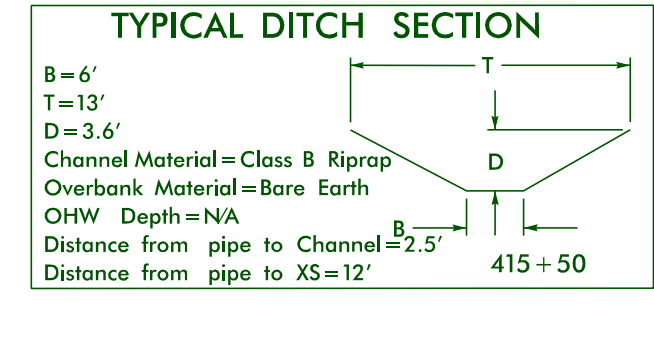 TYPICAL DITCH SECTION
B=6'
T=13'
D=3.6'
Channel Material=Class B Riprap
Overbank Material=Bare Earth
OHW Depth=N/A
Distance from pipe to Channel=2.5'
Distance from pipe to XS=12'
T
D
B
415+50